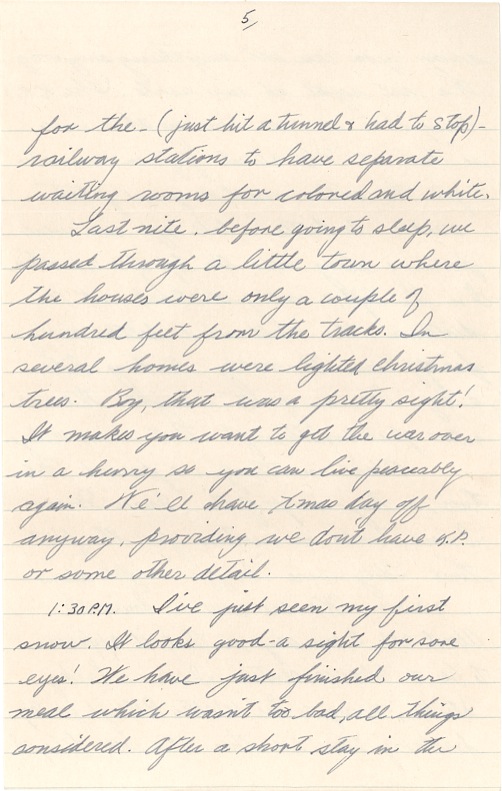 5,
for the - (just hit a tunnel & had to stop) -
railway stations to have separate
waiting rooms for colored and white.
Last nite, before going to sleep, we
passed through a little town where
the houses were only a couple of
hundred feet from the tracks. In
several homes were lighted christmas
trees. Boy, that was a pretty sight!
It makes you want to get the war over
in a hurry so you can live peaceably
again. We'll have Xmas day off
anyway, providing we don't have K.P.
or some other detail.
1:30 P.M. I've just seen my first
snow. It looks good - a sight for sore
eyes! We have just finished our
meal which wasn't too bad, all things
considered. After a short stay in the